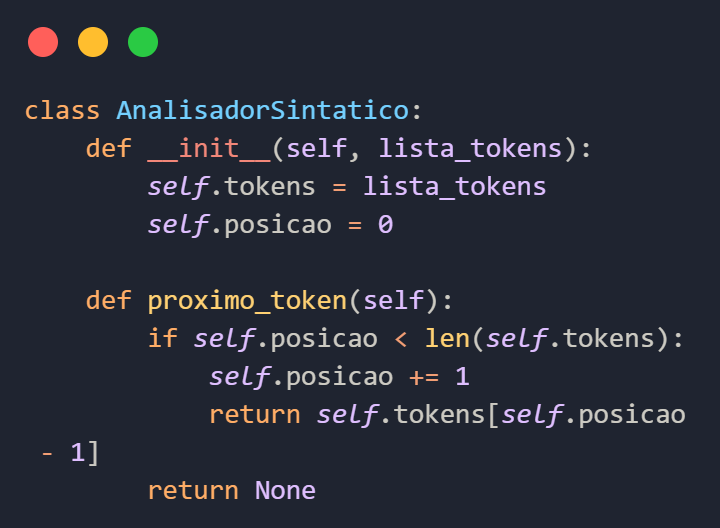 class AnalisadorSintatico:
    def __init__(self, lista_tokens):
        self.tokens = lista_tokens
        self.posicao = 0

    def proximo_token(self):
        if self.posicao < len(self.tokens):
            self.posicao += 1
            return self.tokens[self.posicao
 - 1]
        return None